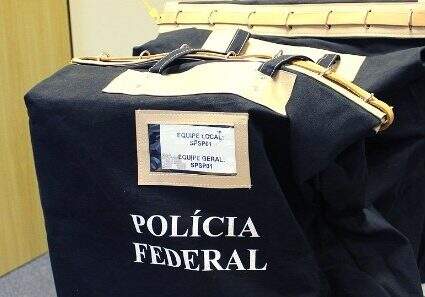 EQUIPE LOCAL:
SPSP01
EQUIPE GERAL:
SPSP01
POLÍCIA
FEDERAL